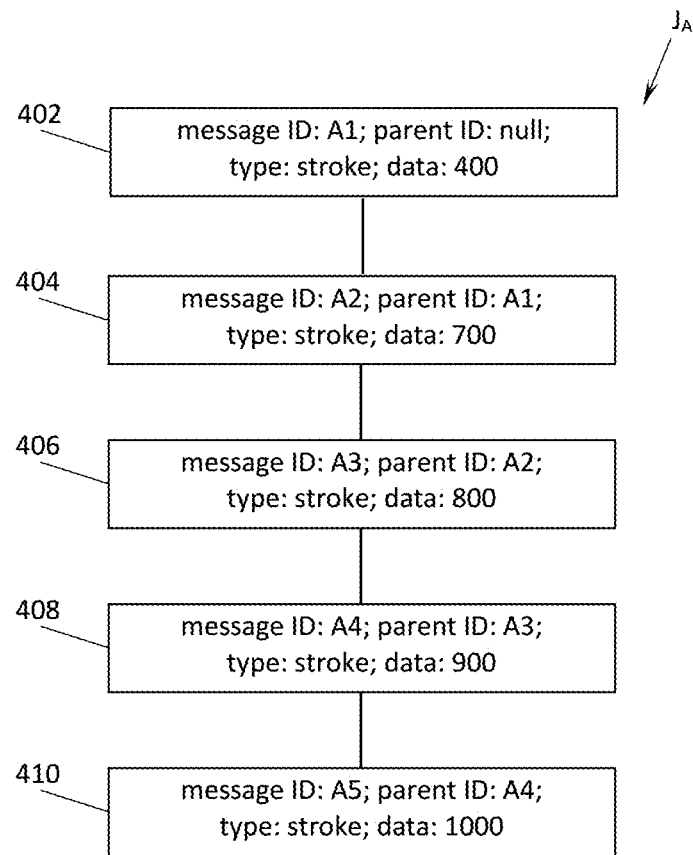 J_A
402
message ID: A1; parent ID: null;
type: stroke; data: 400
404
message ID: A2; parent ID: A1;
type: stroke; data: 700
406
message ID: A3; parent ID: A2;
type: stroke; data: 800
408
message ID: A4; parent ID: A3;
type: stroke; data: 900
410
message ID: A5; parent ID: A4;
type: stroke; data: 1000